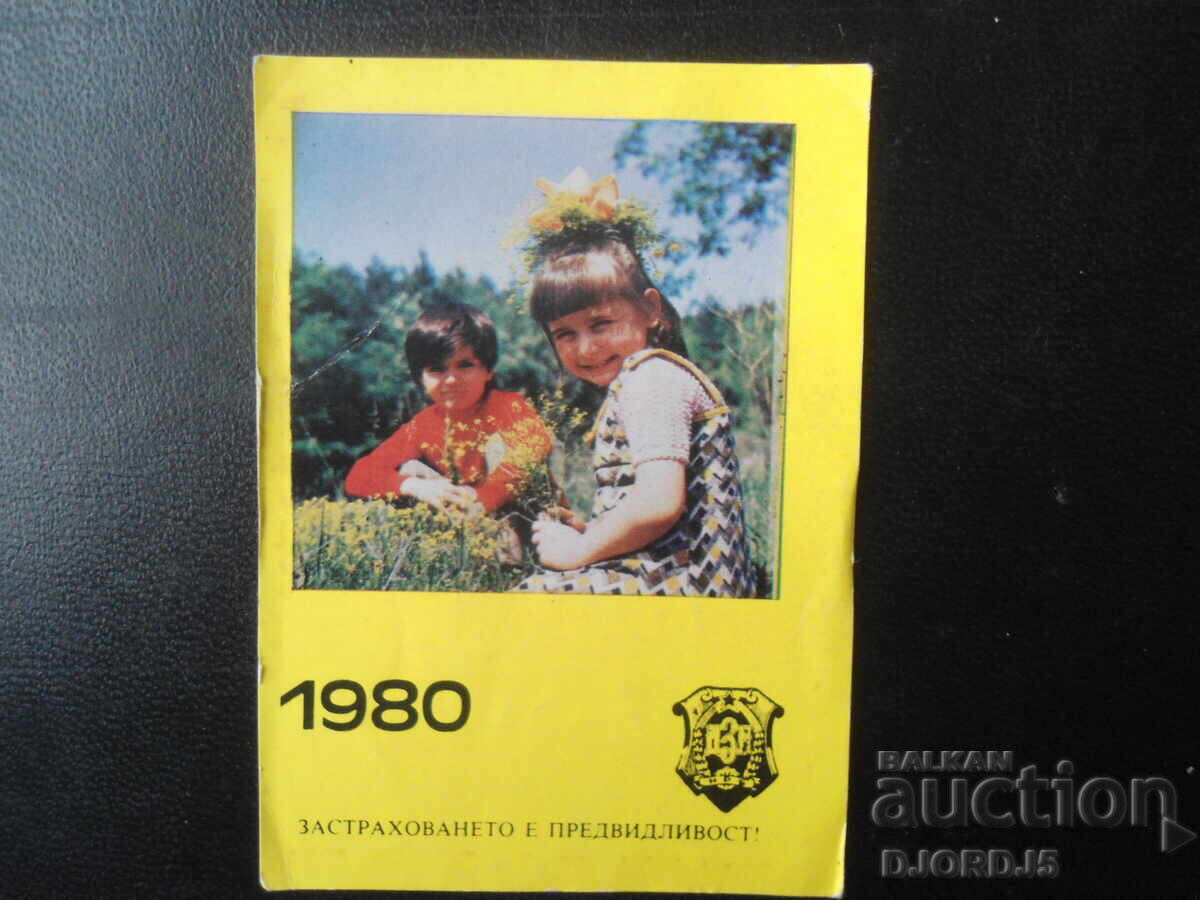 1980
ДЗИ
ЗАСТРАХОВАНЕТО Е ПРЕДВИДЛИВОСТ!
BALKAN
auction
DJORDJ5